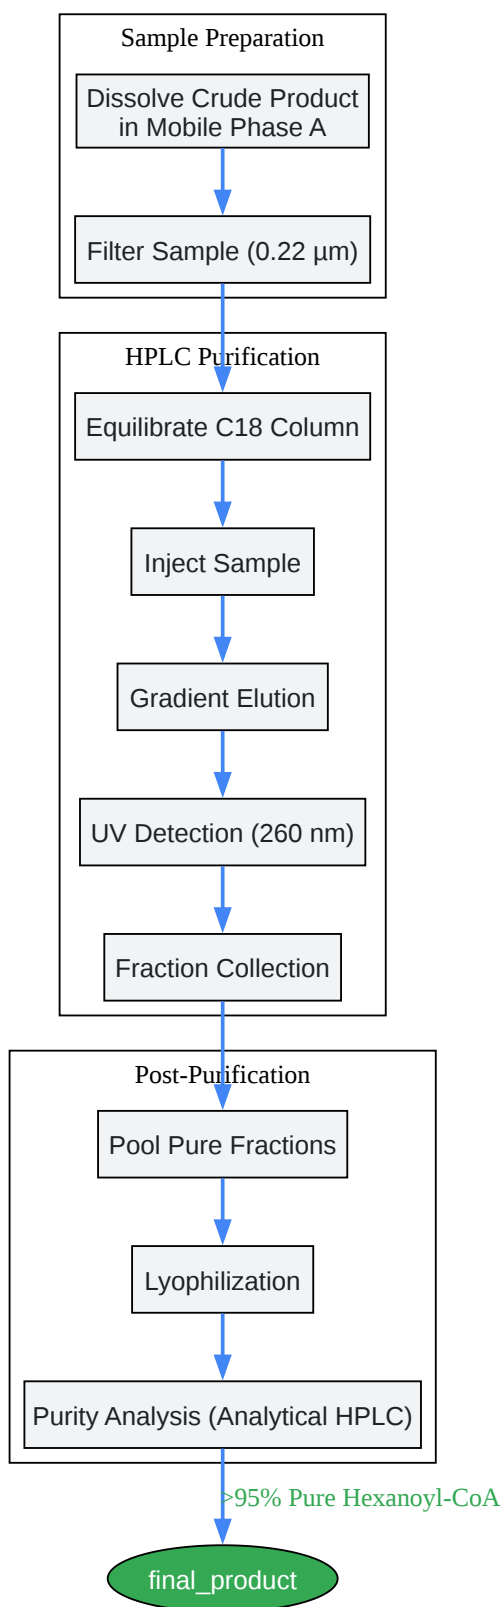 Sample Preparation
Dissolve Crude Product
in Mobile Phase A
Filter Sample (0.22 µm)
HPLC Purification
Equilibrate C18 Column
Inject Sample
Gradient Elution
UV Detection (260 nm)
Fraction Collection
Post-Purification
Pool Pure Fractions
Lyophilization
Purity Analysis (Analytical HPLC)
>95% Pure Hexanoyl-CoA
final_product